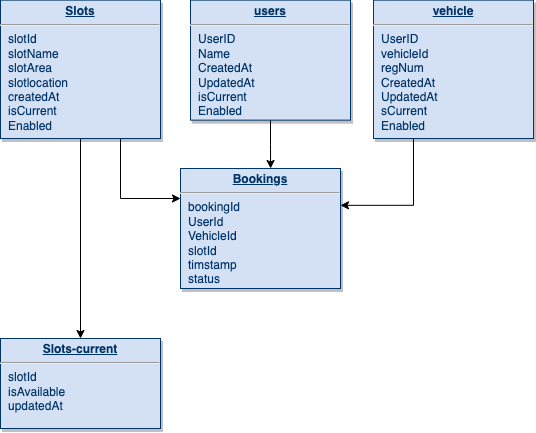 Slots
slotId
slotName
slotArea
slotlocation
createdAt
isCurrent
Enabled
users
UserID
Name
CreatedAt
UpdatedAt
isCurrent
Enabled
vehicle
UserID
vehicleId
regNum
CreatedAt
UpdatedAt
sCurrent
Enabled
Bookings
bookingId
UserId
VehicleId
slotId
timstamp
status
Slots-current
slotId
isAvailable
updatedAt